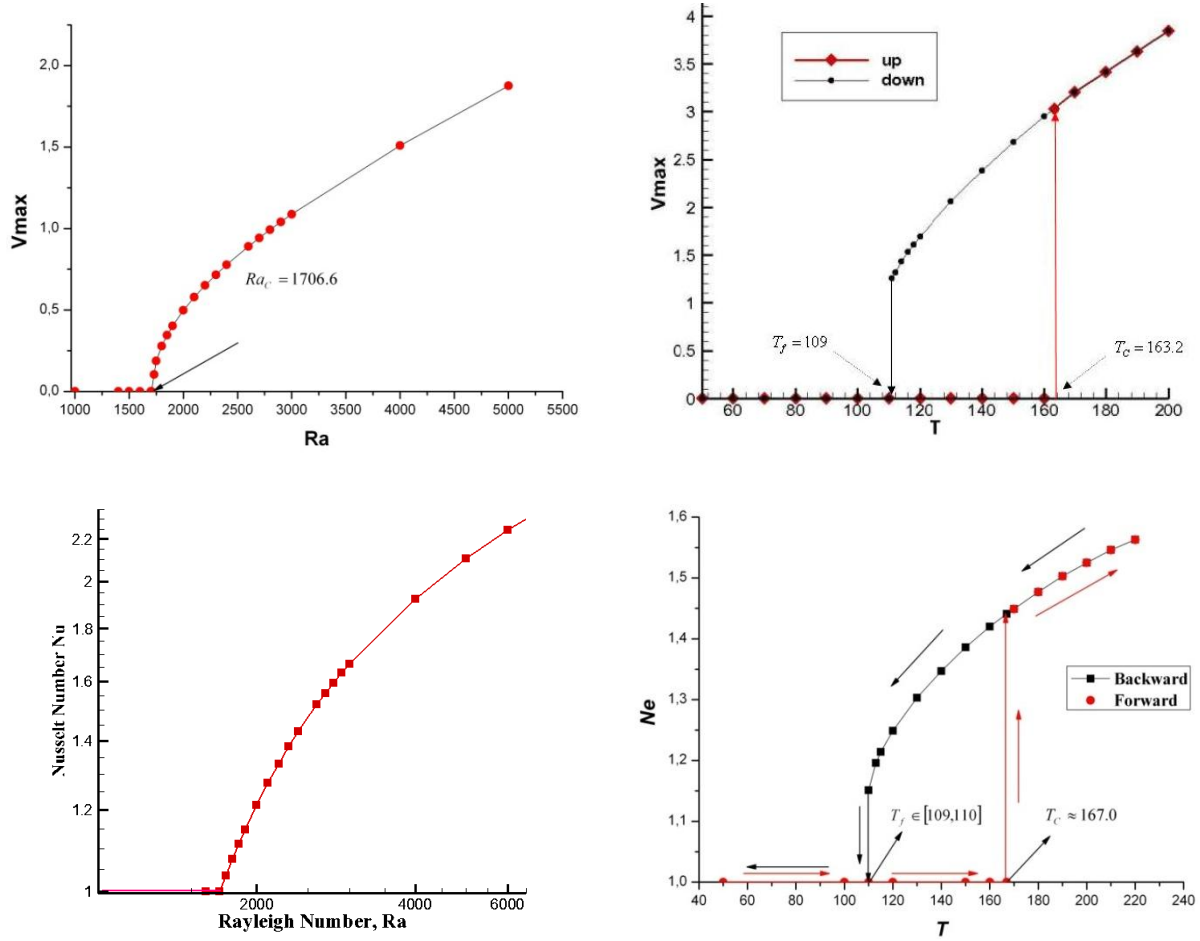 Vmax
2,0
1,5
1,0
0,5
0,0
Ra_C = 1706.6
1000 1500 2000 2500 3000 3500 4000 4500 5000 5500
Ra
Vmax
4
3.5
3
2.5
2
1.5
1
0.5
0
up
down
T_f = 109
T_C = 163.2
60 80 100 120 140 160 180 200
T
Nusselt Number Nu
2.2
2
1.8
1.6
1.4
1.2
1
2000 4000 6000
Rayleigh Number, Ra
Ne
1,6
1,5
1,4
1,3
1,2
1,1
1,0
Backward
Forward
T_f ∈ [109,110]
T_C ≈ 167.0
40 60 80 100 120 140 160 180 200 220 240
T